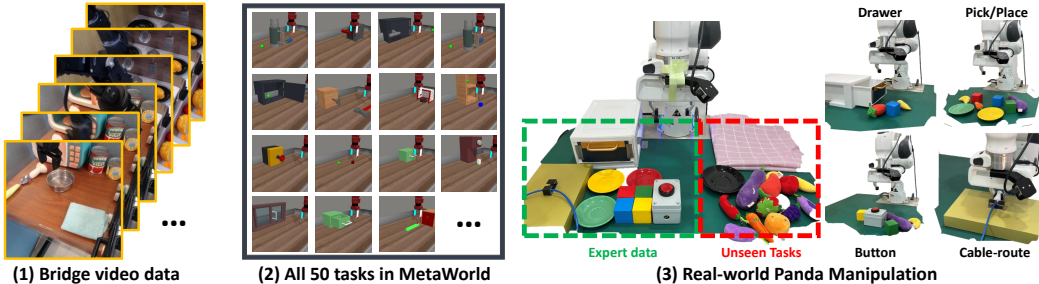 Drawer
Pick/Place
Expert data
Unseen Tasks
Button
Cable-route
(1) Bridge video data
(2) All 50 tasks in MetaWorld
(3) Real-world Panda Manipulation